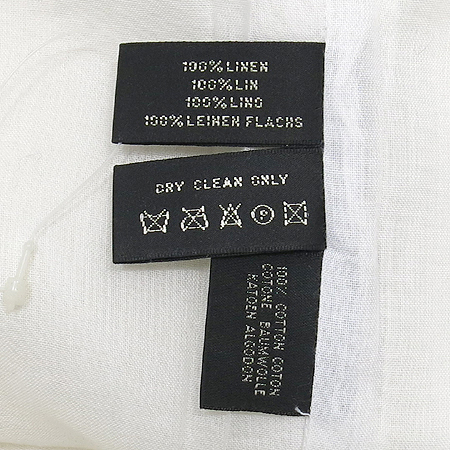 100% LINEN
100% LIN
100% LINO
100% LEINEN FLACHS
DRY CLEAN ONLY
100% COTTON COTON
COTONE BAUMWOLLE
KATOEN ALGODON